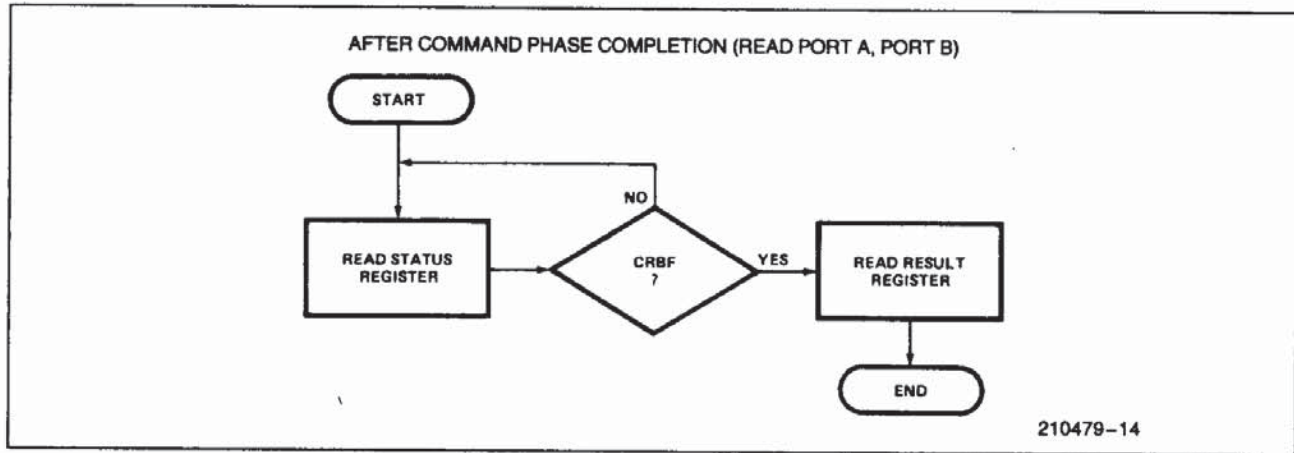 AFTER COMMAND PHASE COMPLETION (READ PORT A, PORT B)
START
NO
READ STATUS
REGISTER
CRBF
?
YES
READ RESULT
REGISTER
END
210479-14